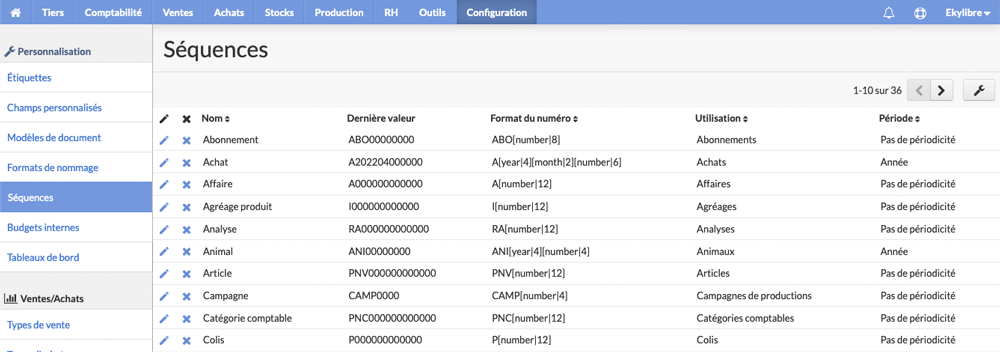 Tiers Comptabilité Ventes Achats Stocks Production RH Outils Configuration Ekylibre
Personnalisation
Étiquettes
Champs personnalisés
Modèles de document
Formats de nommage
Séquences
Budgets internes
Tableaux de bord
Ventes/Achats
Types de vente
Séquences
1-10 sur 36
Nom Dernière valeur Format du numéro Utilisation Période
Abonnement ABO00000000 ABO[number|8] Abonnements Pas de périodicité
Achat A202204000000 A[year|4][month|2][number|6] Achats Année
Affaire A000000000000 A[number|12] Affaires Pas de périodicité
Agréage produit I000000000000 I[number|12] Agréages Pas de périodicité
Analyse RA000000000000 RA[number|12] Analyses Pas de périodicité
Animal ANI00000000 ANI[year|4][number|4] Animaux Année
Article PNV000000000000 PNV[number|12] Articles Pas de périodicité
Campagne CAMP0000 CAMP[number|4] Campagnes de productions Pas de périodicité
Catégorie comptable PNC000000000000 PNC[number|12] Catégories comptables Pas de périodicité
Colis P000000000000 P[number|12] Colis Pas de périodicité